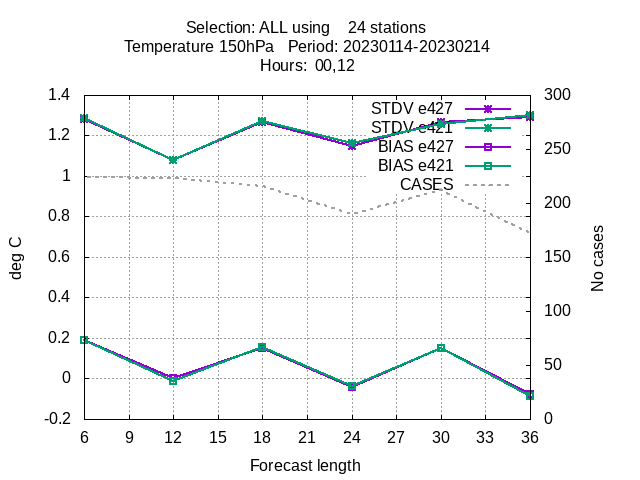 Selection: ALL using    24 stations
Temperature 150hPa   Period: 20230114-20230214
Hours:  00,12
1.4
1.2
1
0.8
0.6
0.4
0.2
0
-0.2
300
250
200
150
100
50
0
STDV e427
STDV e421
BIAS e427
BIAS e421
CASES
deg C
No cases
6 9 12 15 18 21 24 27 30 33 36
Forecast length